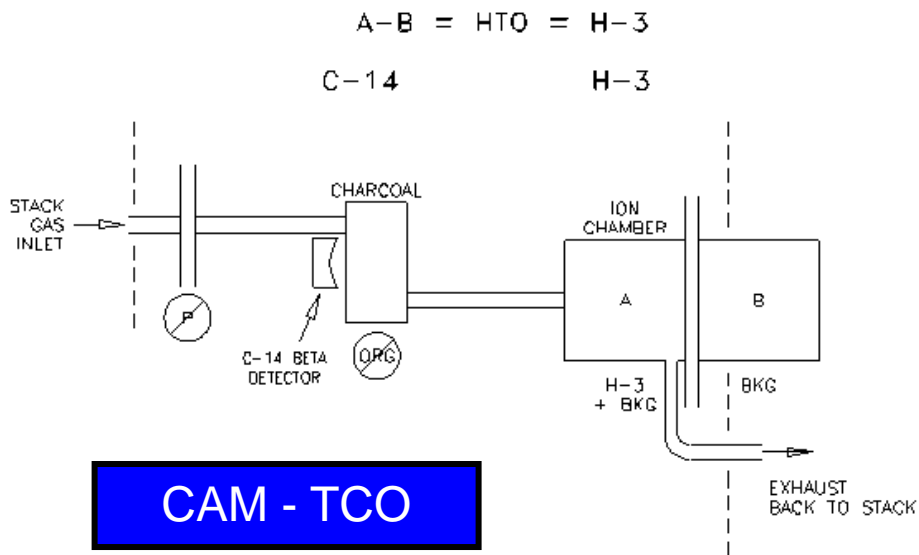 A-B = HTO = H-3
C-14 H-3
CHARCOAL
STACK
GAS
INLET
ION
CHAMBER
A B
P
C-14 BETA
DETECTOR
ORG
H-3
+ BKG
BKG
EXHAUST
BACK TO STACK
CAM - TCO